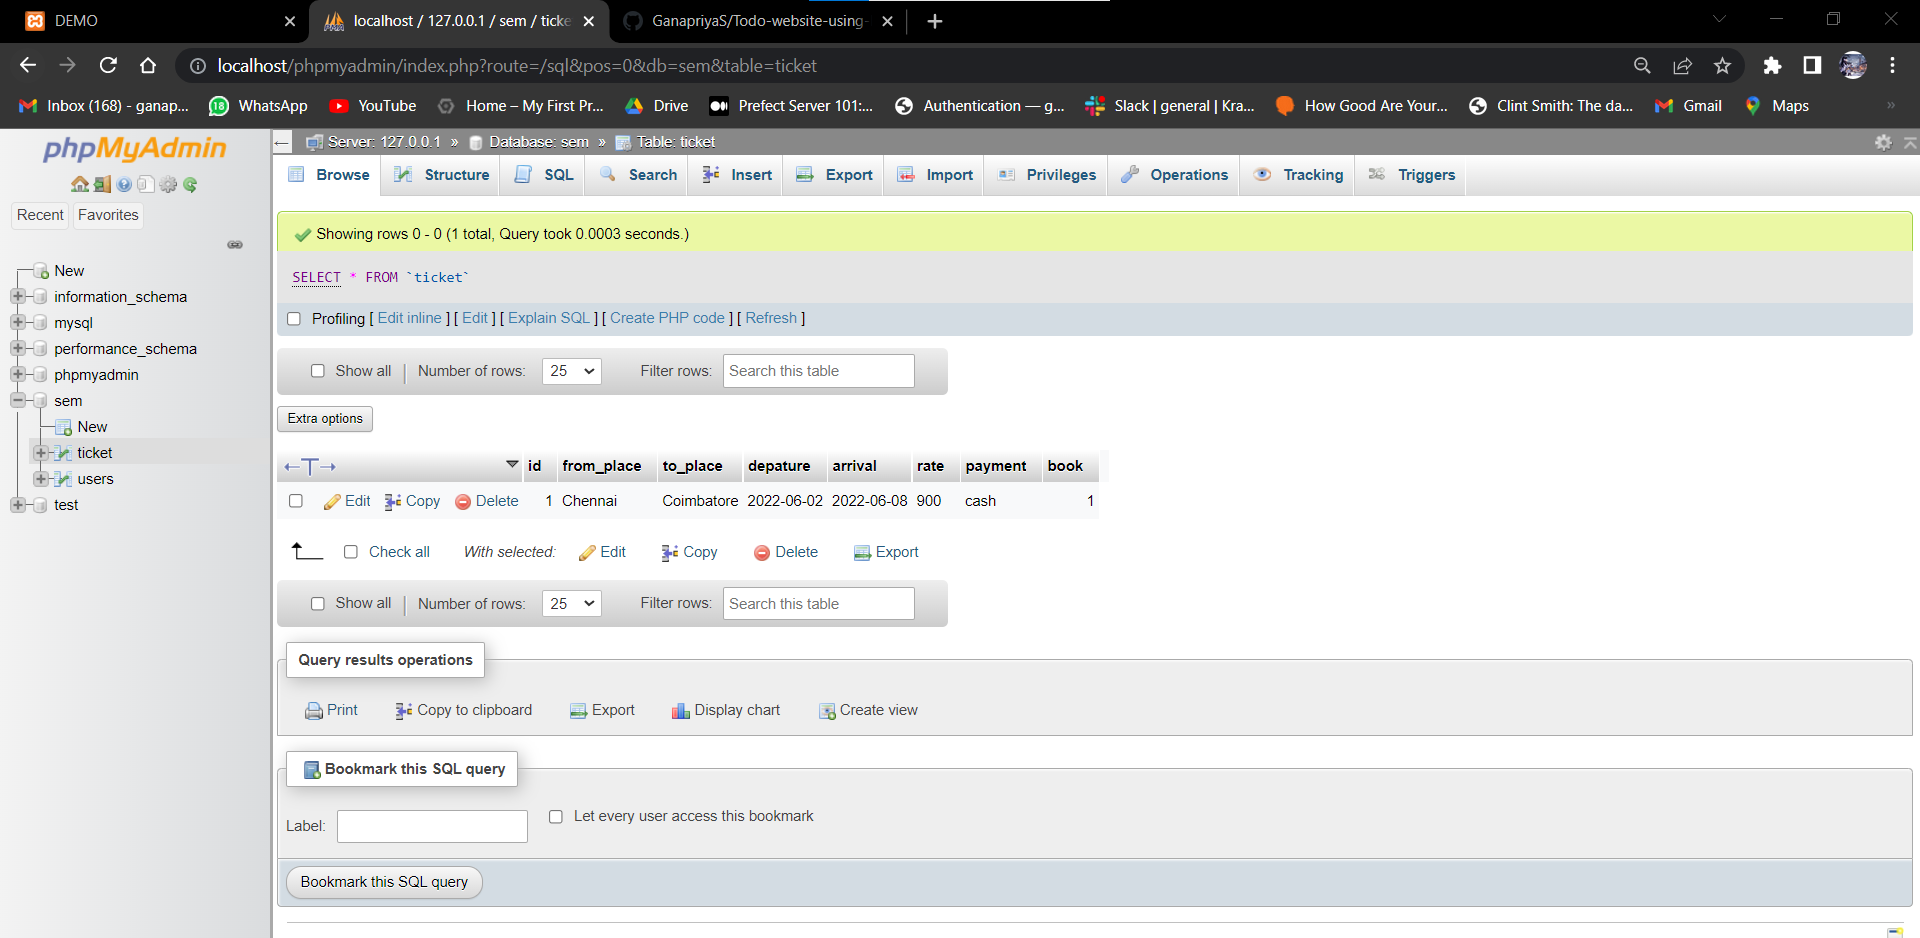 DEMO
localhost / 127.0.0.1 / sem / ticke
GanapriyaS/Todo-website-using-
localhost/phpmyadmin/index.php?route=/sql&pos=0&db=sem&table=ticket
Inbox (168) - ganap...
WhatsApp
YouTube
Home – My First Pr...
Drive
Prefect Server 101:...
Authentication — g...
Slack | general | Kra...
How Good Are Your...
Clint Smith: The da...
Gmail
Maps
phpMyAdmin
Recent
Favorites
New
information_schema
mysql
performance_schema
phpmyadmin
sem
New
ticket
users
test
Server: 127.0.0.1 » Database: sem » Table: ticket
Browse
Structure
SQL
Search
Insert
Export
Import
Privileges
Operations
Tracking
Triggers
Showing rows 0 - 0 (1 total, Query took 0.0003 seconds.)
SELECT * FROM `ticket`
Profiling [ Edit inline ] [ Edit ] [ Explain SQL ] [ Create PHP code ] [ Refresh ]
Show all | Number of rows: 25 Filter rows: Search this table
Extra options
id from_place to_place depature arrival rate payment book
Edit Copy Delete 1 Chennai Coimbatore 2022-06-02 2022-06-08 900 cash 1
Check all With selected: Edit Copy Delete Export
Show all | Number of rows: 25 Filter rows: Search this table
Query results operations
Print Copy to clipboard Export Display chart Create view
Bookmark this SQL query
Label: Let every user access this bookmark
Bookmark this SQL query